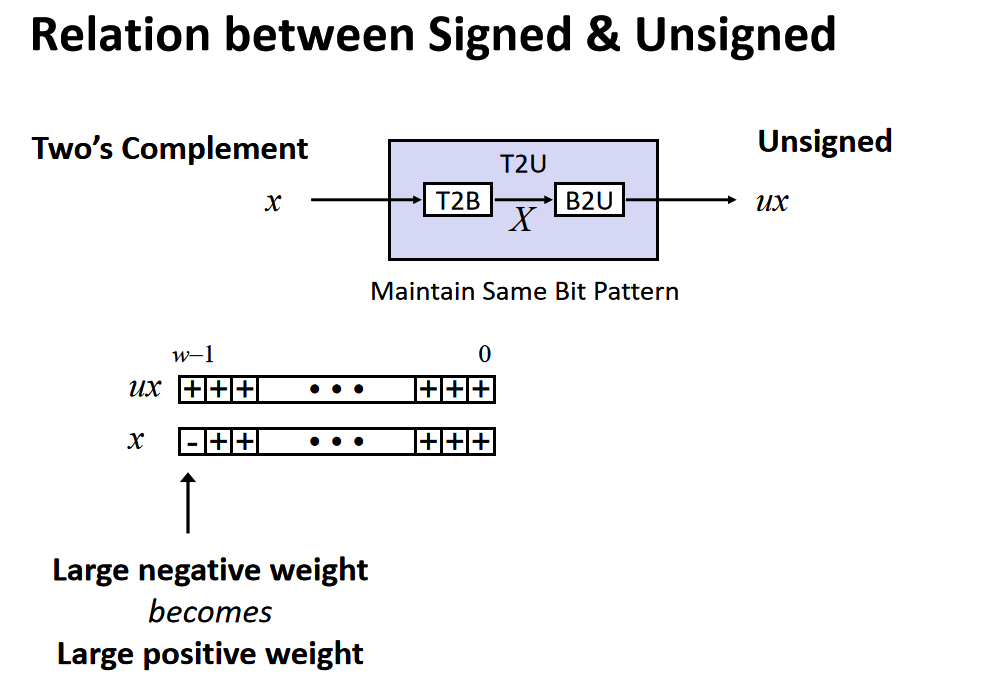 Relation between Signed & Unsigned
Two's Complement
Unsigned
T2U
x
T2B
X
B2U
ux
Maintain Same Bit Pattern
w–1
0
ux
+++ • • • +++
x
-++ • • • +++
Large negative weight
becomes
Large positive weight